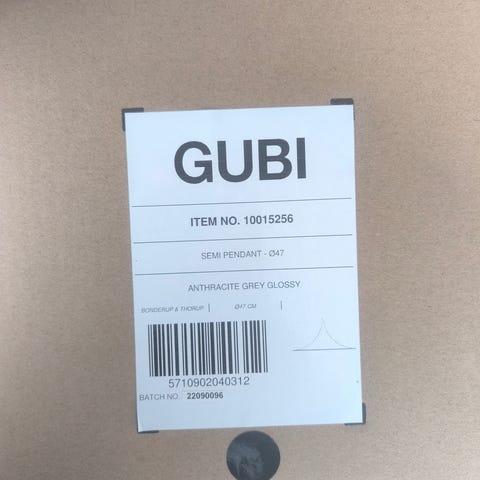 GUBI
ITEM NO. 10015256
SEMI PENDANT - Ø47
ANTHRACITE GREY GLOSSY
BONDERUP & THORUP | Ø47 CM |
5710902040312
BATCH NO. 22090096